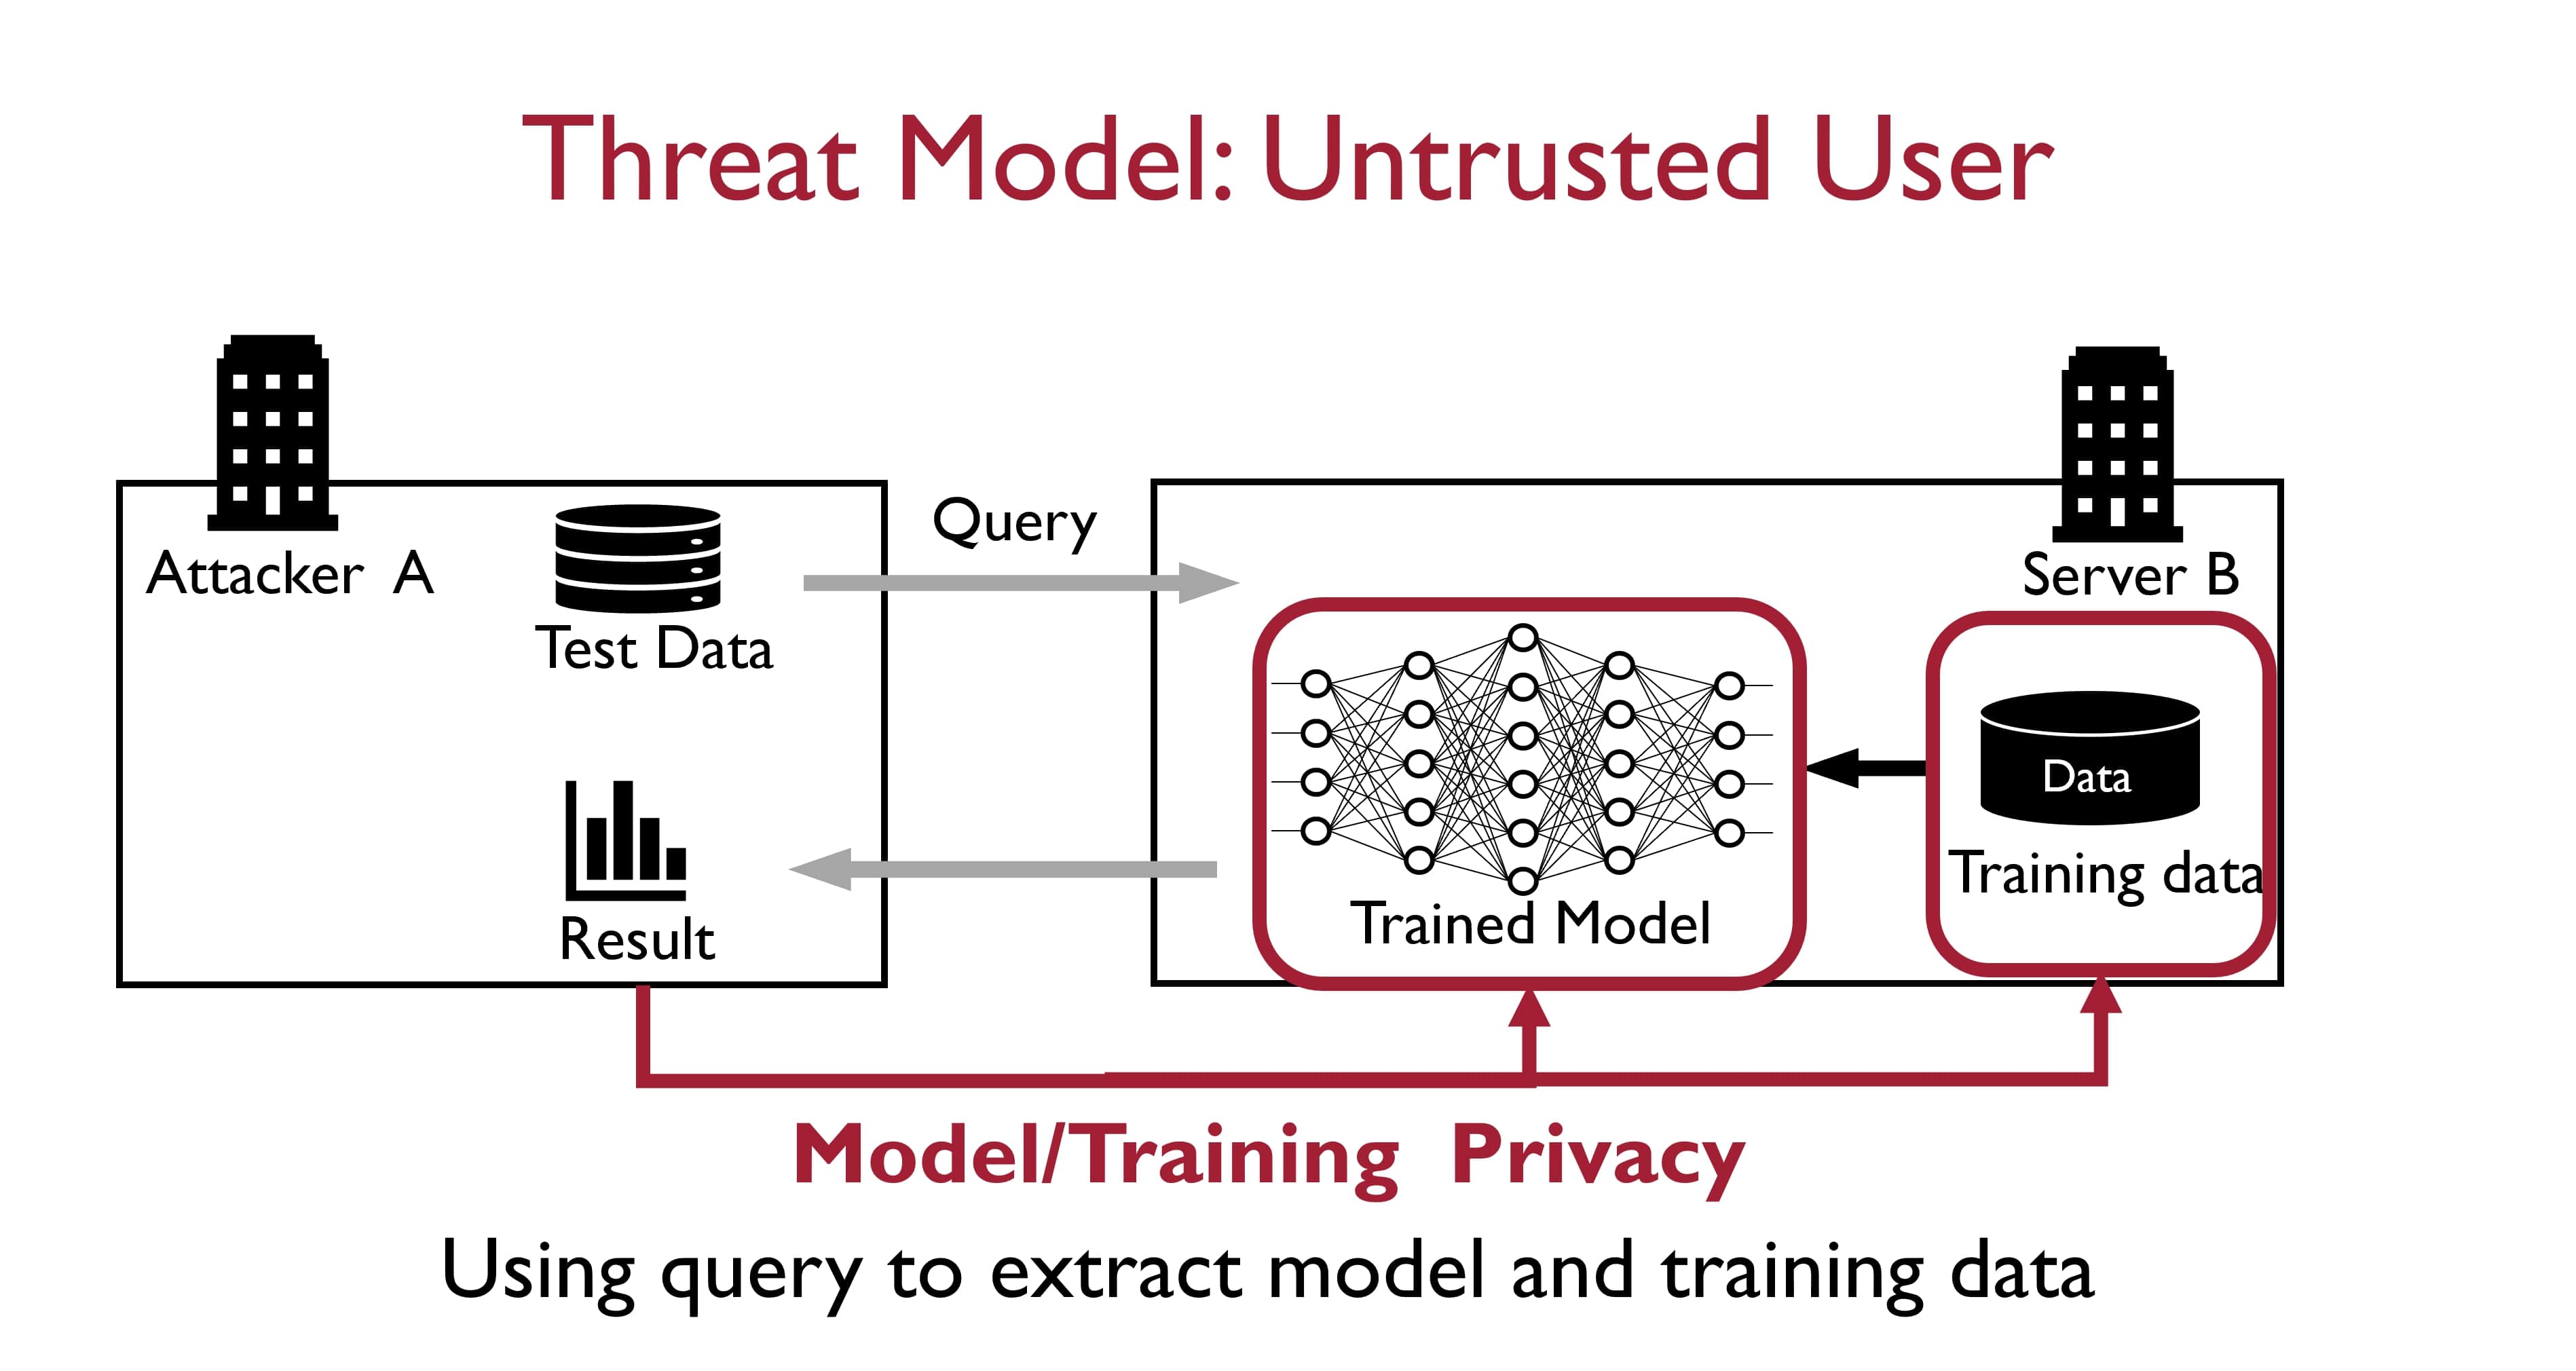 Threat Model: Untrusted User
Attacker A
Test Data
Query
Server B
Data
Training data
Trained Model
Result
Model/Training Privacy
Using query to extract model and training data